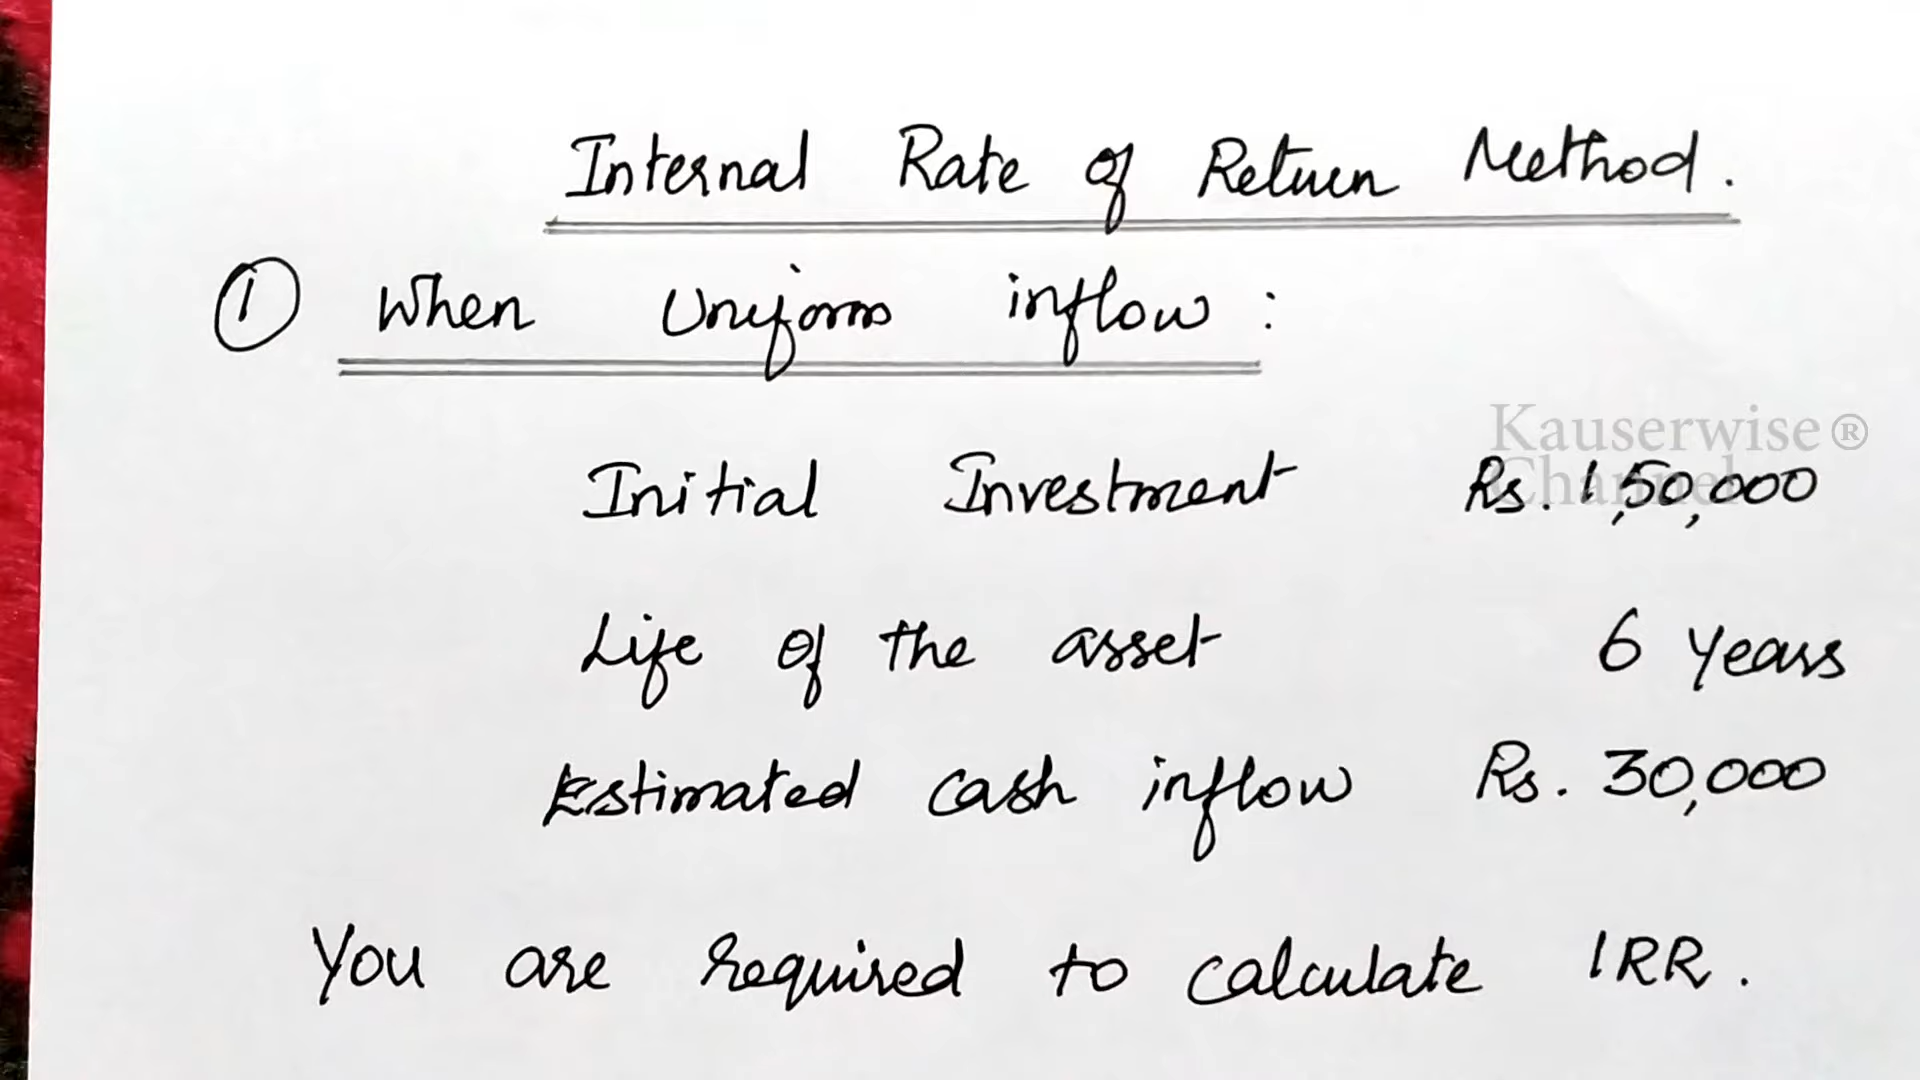 Internal Rate of Return Method.
① When Uniform inflow :
Kauserwise®
Channel
Initial Investment Rs. 1,50,000
Life of the asset 6 Years
Estimated cash inflow Rs. 30,000
You are required to calculate IRR.